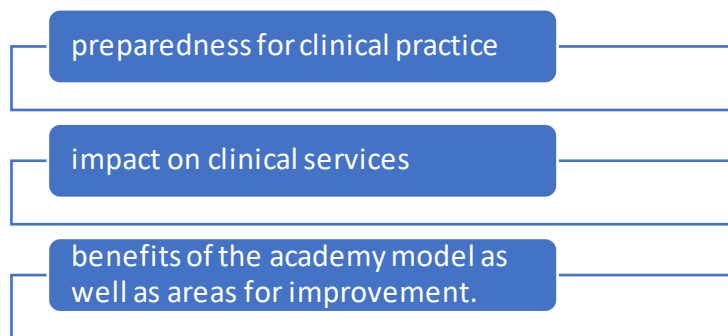 preparedness for clinical practice
impact on clinical services
benefits of the academy model as
well as areas for improvement.